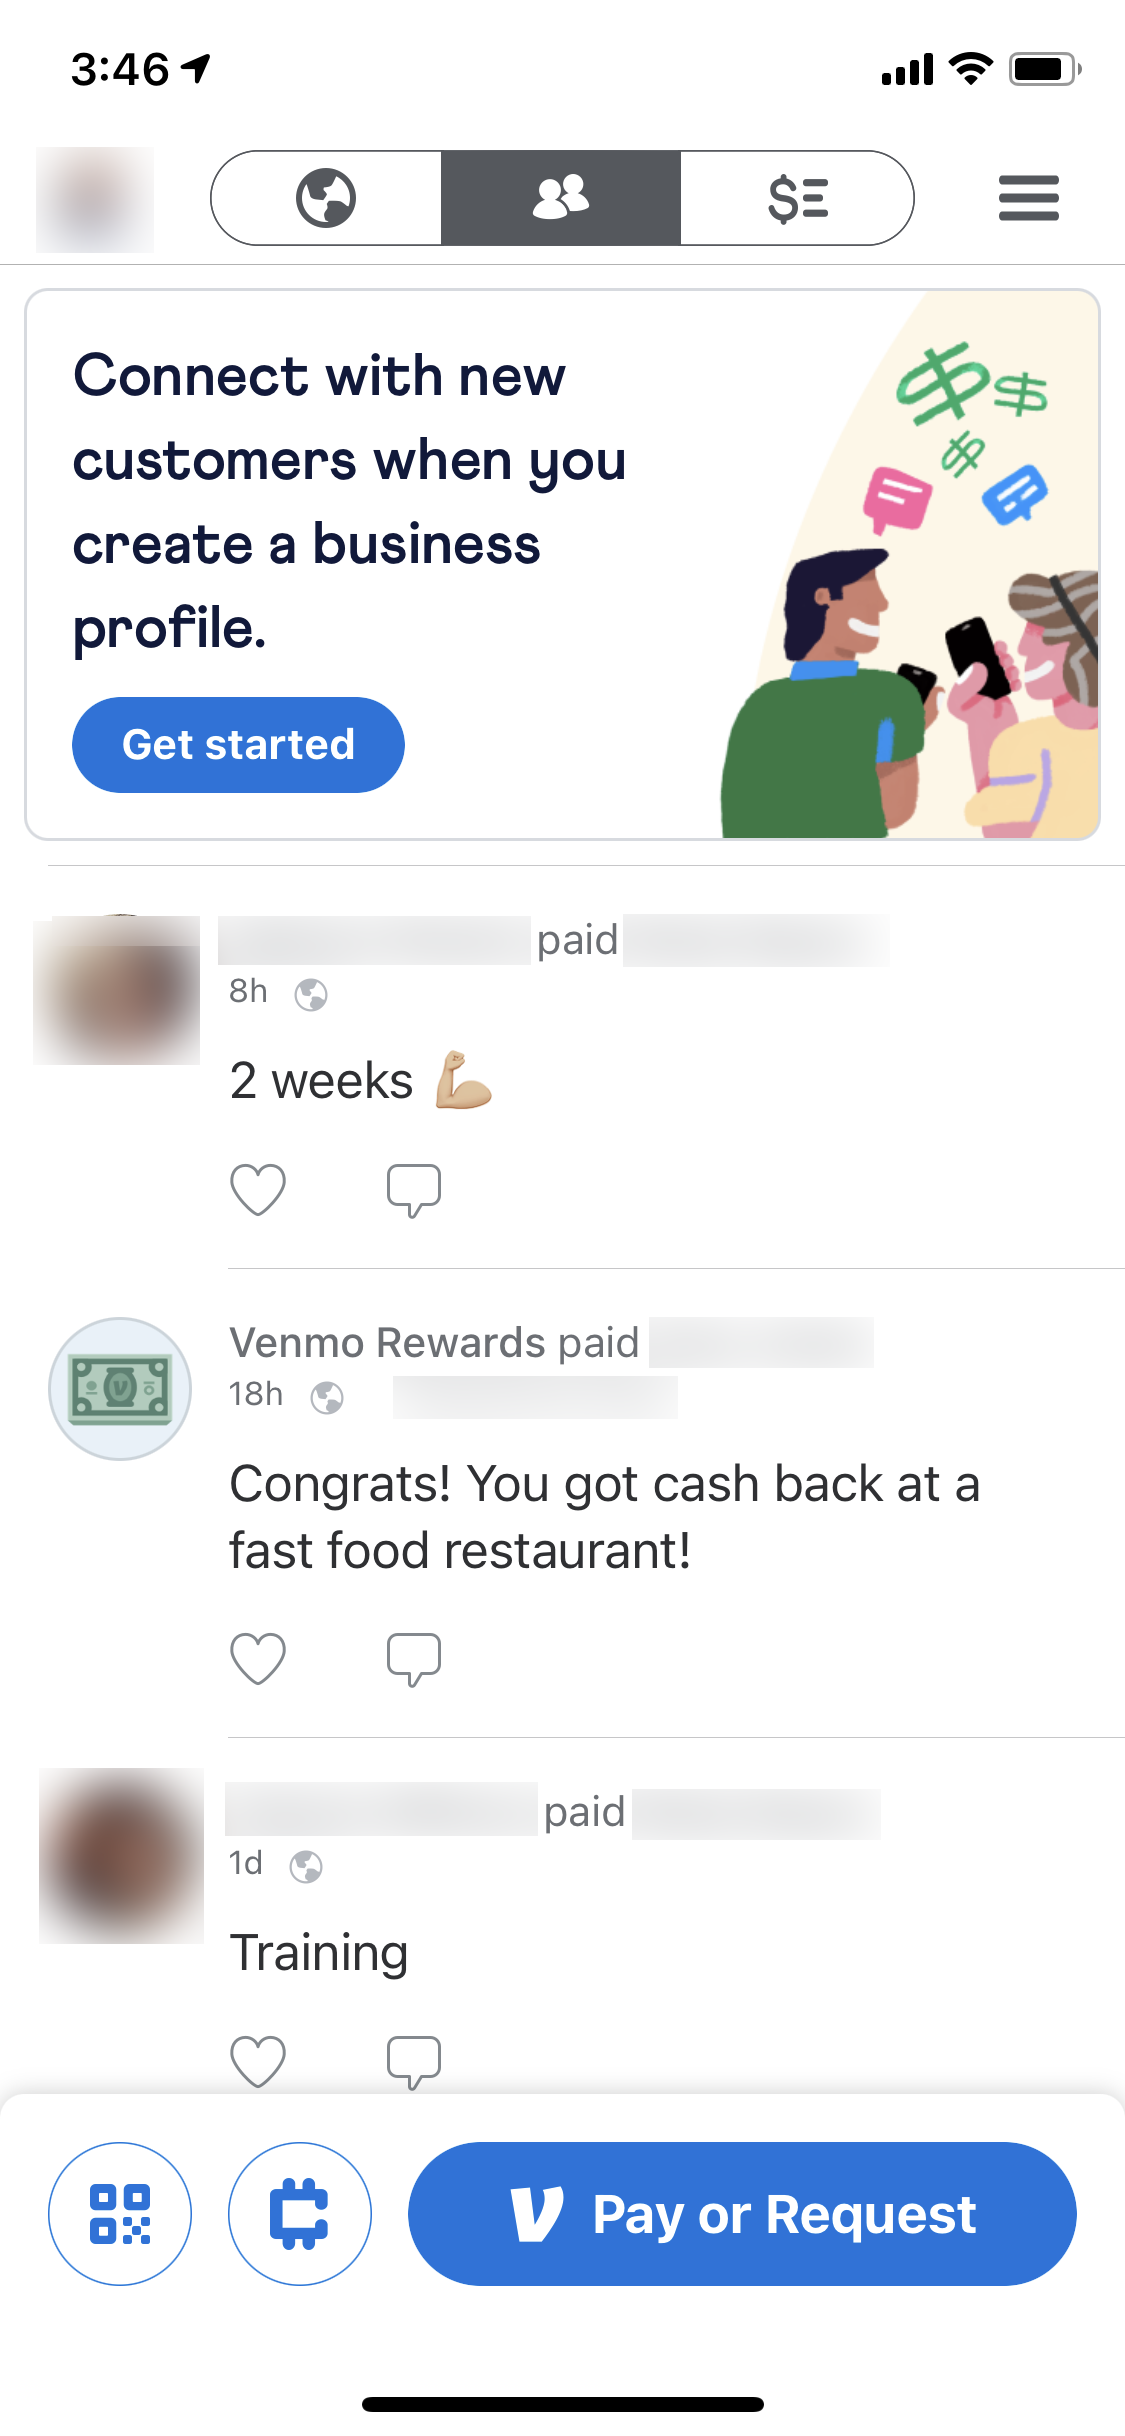 3:46
Connect with new
customers when you
create a business
profile.
Get started
paid
8h
2 weeks 💪🏼
Venmo Rewards paid
18h
Congrats! You got cash back at a
fast food restaurant!
paid
1d
Training
Pay or Request